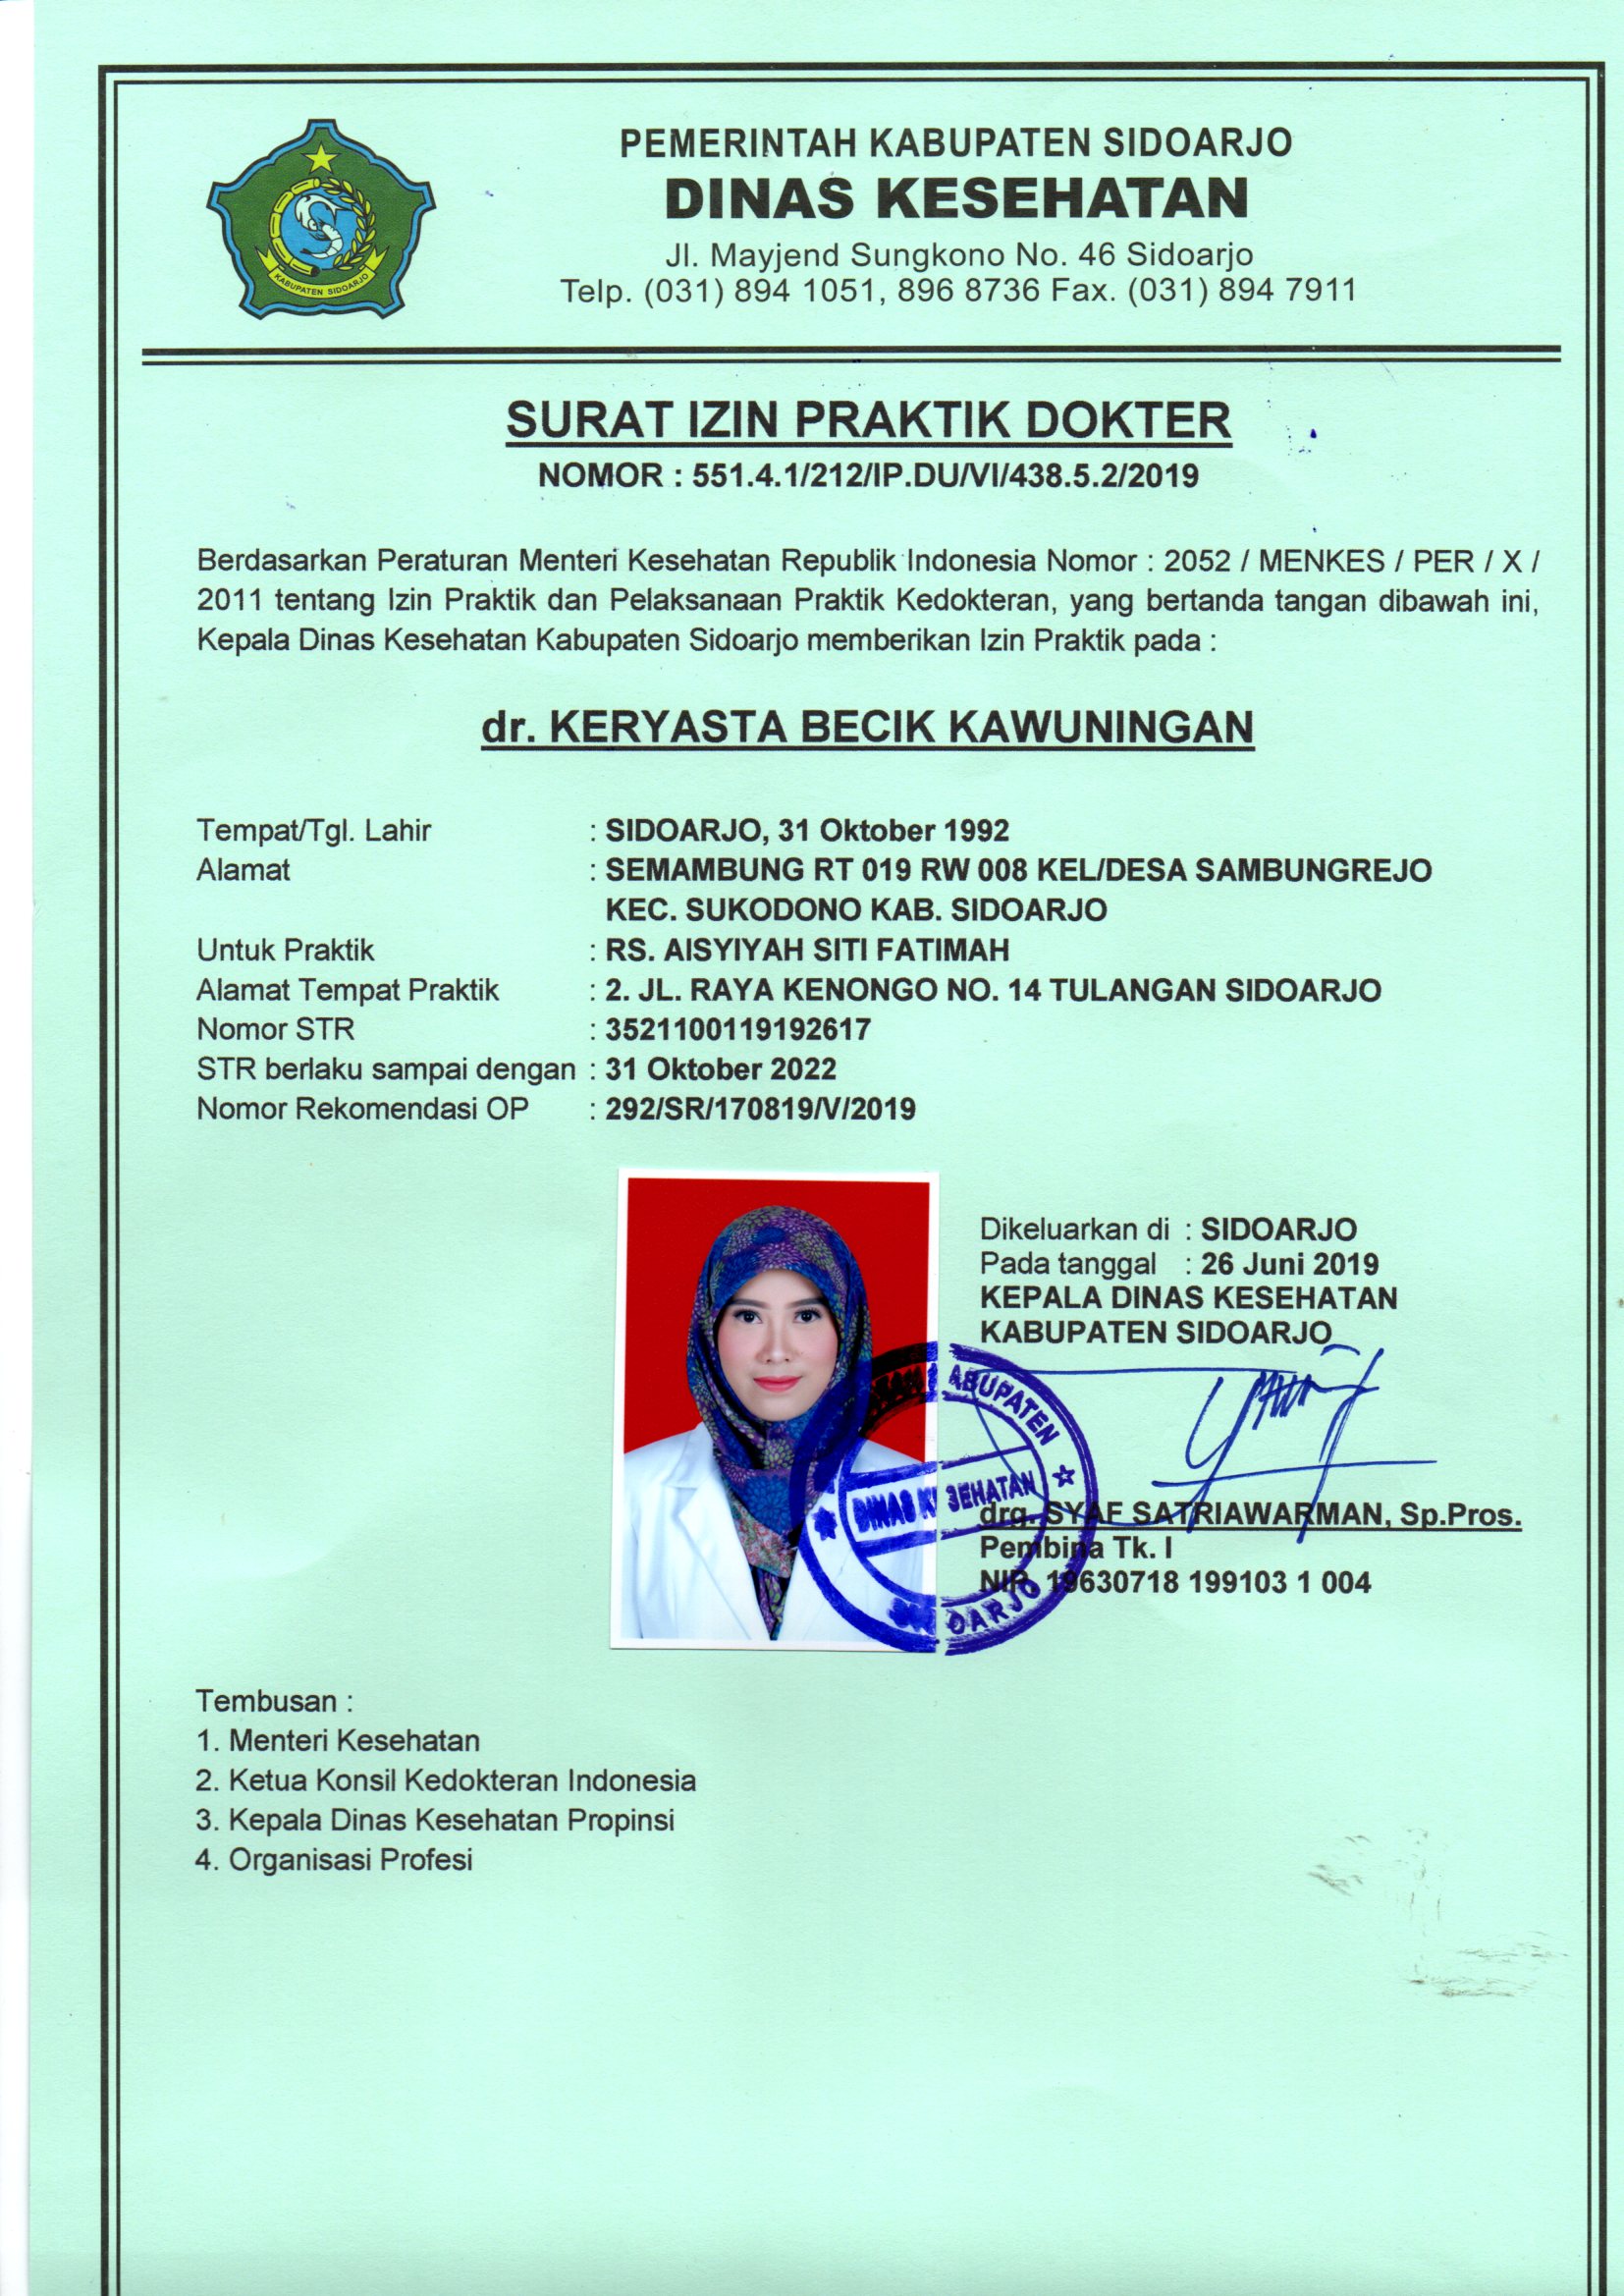 KABUPATEN SIDOARJO
PEMERINTAH KABUPATEN SIDOARJO
DINAS KESEHATAN
Jl. Mayjend Sungkono No. 46 Sidoarjo
Telp. (031) 894 1051, 896 8736 Fax. (031) 894 7911
SURAT IZIN PRAKTIK DOKTER
NOMOR : 551.4.1/212/IP.DU/VI/438.5.2/2019
Berdasarkan Peraturan Menteri Kesehatan Republik Indonesia Nomor : 2052 / MENKES / PER / X /
2011 tentang Izin Praktik dan Pelaksanaan Praktik Kedokteran, yang bertanda tangan dibawah ini,
Kepala Dinas Kesehatan Kabupaten Sidoarjo memberikan Izin Praktik pada :
dr. KERYASTA BECIK KAWUNINGAN
Tempat/Tgl. Lahir : SIDOARJO, 31 Oktober 1992
Alamat : SEMAMBUNG RT 019 RW 008 KEL/DESA SAMBUNGREJO
KEC. SUKODONO KAB. SIDOARJO
Untuk Praktik : RS. AISYIYAH SITI FATIMAH
Alamat Tempat Praktik : 2. JL. RAYA KENONGO NO. 14 TULANGAN SIDOARJO
Nomor STR : 3521100119192617
STR berlaku sampai dengan : 31 Oktober 2022
Nomor Rekomendasi OP : 292/SR/170819/V/2019
Dikeluarkan di : SIDOARJO
Pada tanggal : 26 Juni 2019
KEPALA DINAS KESEHATAN
KABUPATEN SIDOARJO
drg. SYAF SATRIAWARMAN, Sp.Pros.
Pembina Tk. I
NIP. 19630718 199103 1 004
Tembusan :
1. Menteri Kesehatan
2. Ketua Konsil Kedokteran Indonesia
3. Kepala Dinas Kesehatan Propinsi
4. Organisasi Profesi